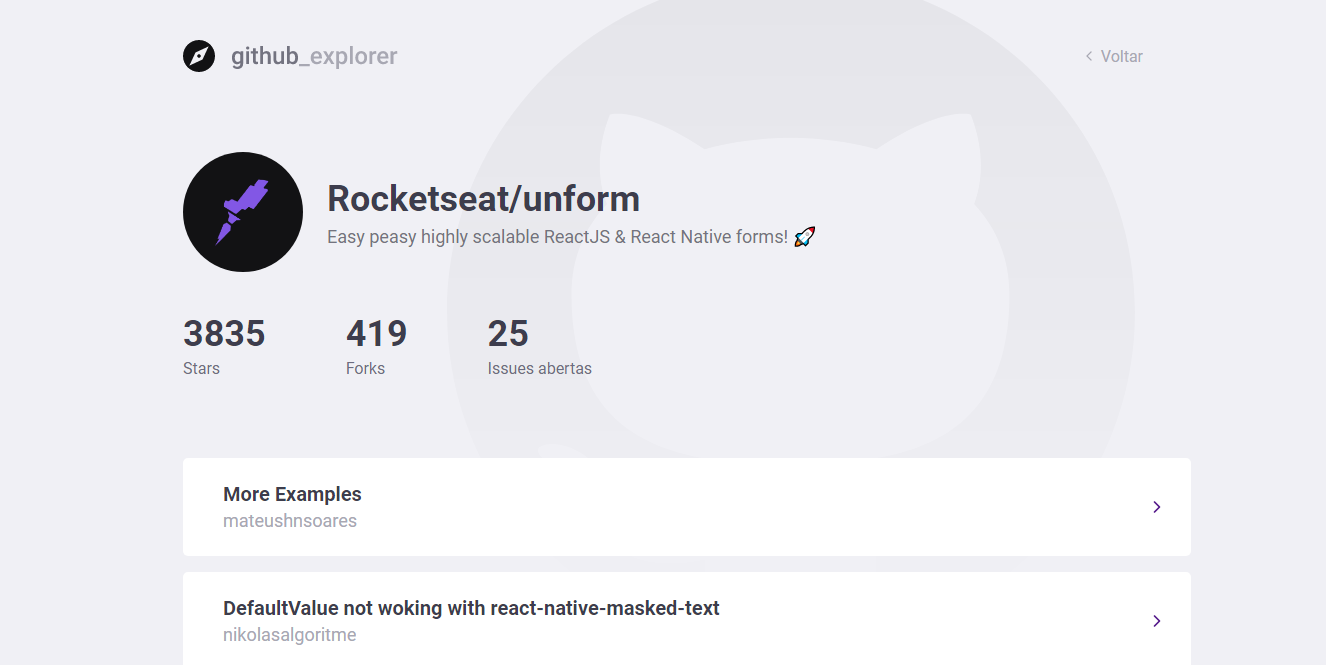 github_explorer
Voltar
Rocketseat/unform
Easy peasy highly scalable ReactJS & React Native forms! 🚀
3835 419 25
Stars Forks Issues abertas
More Examples
mateushnsoares
DefaultValue not woking with react-native-masked-text
nikolasalgoritme